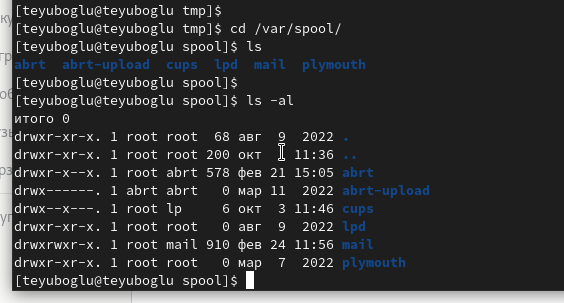 [teyuboglu@teyuboglu tmp]$
[teyuboglu@teyuboglu tmp]$ cd /var/spool/
[teyuboglu@teyuboglu spool]$ ls
abrt abrt-upload cups lpd mail plymouth
[teyuboglu@teyuboglu spool]$
[teyuboglu@teyuboglu spool]$ ls -al
итого 0
drwxr-xr-x. 1 root root 68 авг 9 2022 .
drwxr-xr-x. 1 root root 200 окт 11:36 ..
drwxr-x--x. 1 root abrt 578 фев 21 15:05 abrt
drwx------. 1 abrt abrt 0 мар 11 2022 abrt-upload
drwx--x---. 1 root lp 6 окт 3 11:46 cups
drwxr-xr-x. 1 root root 0 авг 9 2022 lpd
drwxrwxr-x. 1 root mail 910 фев 24 11:56 mail
drwxr-xr-x. 1 root root 0 мар 7 2022 plymouth
[teyuboglu@teyuboglu spool]$